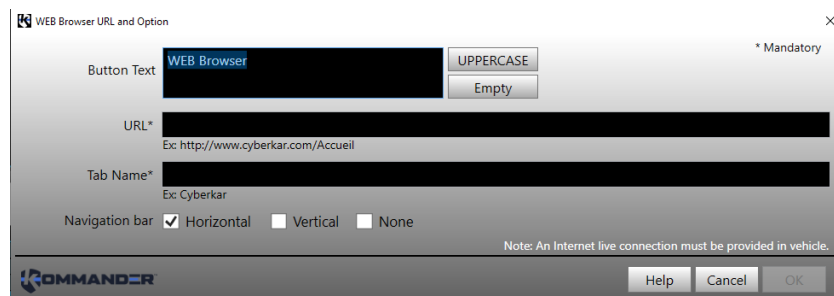 WEB Browser URL and Option
* Mandatory
Button Text
WEB Browser
UPPERCASE
Empty
URL*
Ex: http://www.cyberkar.com/Accueil
Tab Name*
Ex: Cyberkar
Navigation bar Horizontal Vertical None
Note: An Internet live connection must be provided in vehicle.
KOMMANDER Help Cancel OK